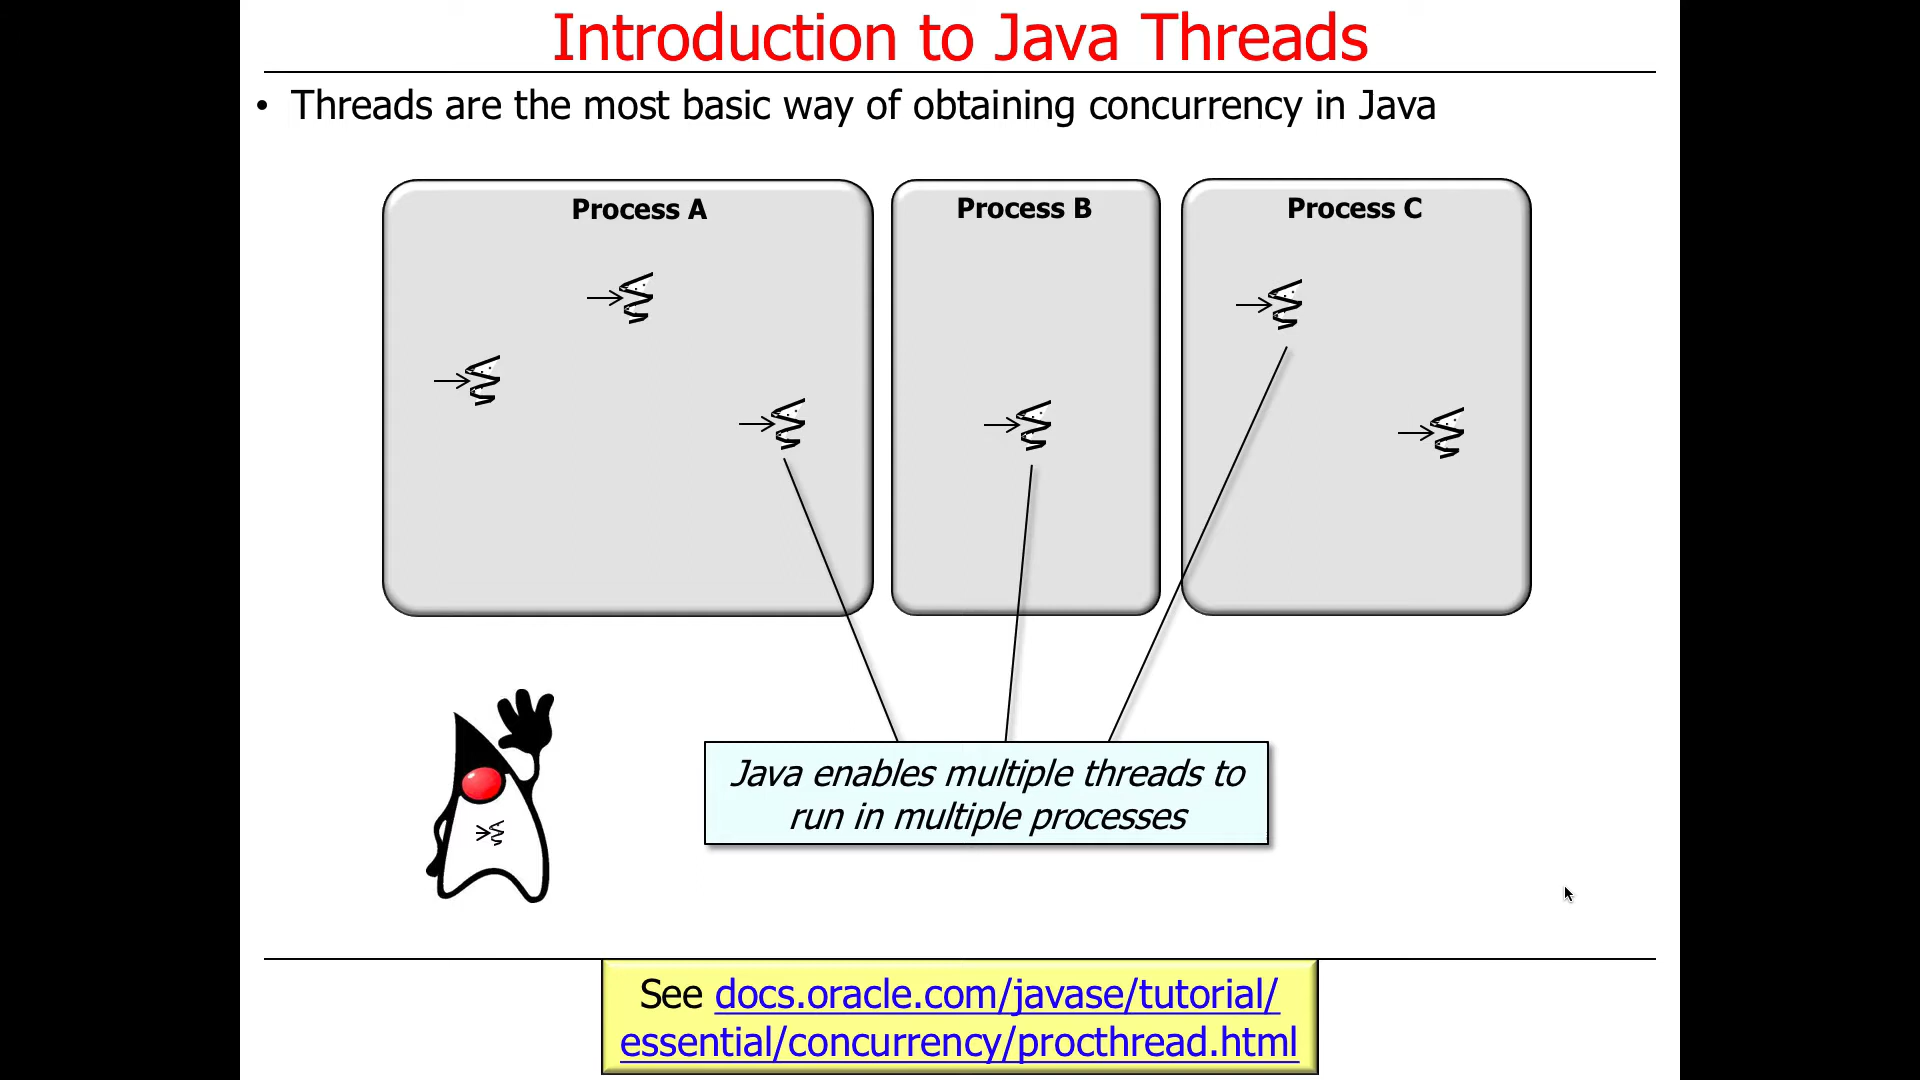 Introduction to Java Threads
• Threads are the most basic way of obtaining concurrency in Java
Process A
Process B
Process C
Java enables multiple threads to
run in multiple processes
See docs.oracle.com/javase/tutorial/
essential/concurrency/procthread.html